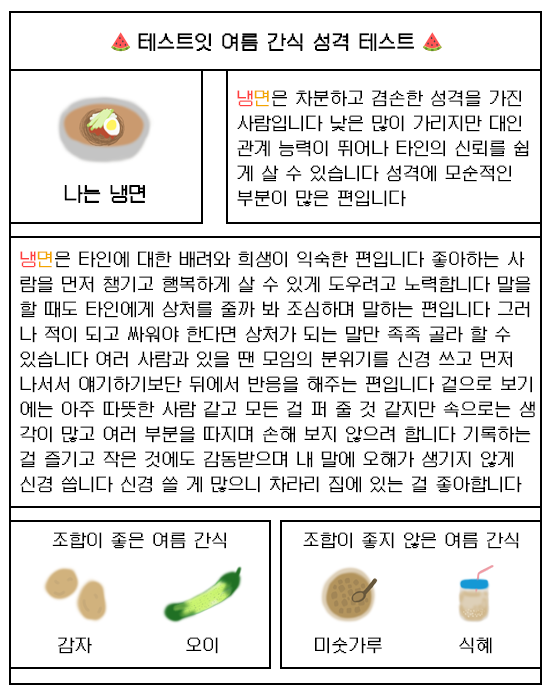 테스트잇 여름 간식 성격 테스트
나는 냉면
냉면은 차분하고 겸손한 성격을 가진
사람입니다 낯은 많이 가리지만 대인
관계 능력이 뛰어나 타인의 신뢰를 쉽
게 살 수 있습니다 성격에 모순적인
부분이 많은 편입니다
냉면은 타인에 대한 배려와 희생이 익숙한 편입니다 좋아하는 사
람을 먼저 챙기고 행복하게 살 수 있게 도우려고 노력합니다 말을
할 때도 타인에게 상처를 줄까 봐 조심하며 말하는 편입니다 그러
나 적이 되고 싸워야 한다면 상처가 되는 말만 족족 골라 할 수
있습니다 여러 사람과 있을 땐 모임의 분위기를 신경 쓰고 먼저
나서서 얘기하기보단 뒤에서 반응을 해주는 편입니다 겉으로 보기
에는 아주 따뜻한 사람 같고 모든 걸 퍼 줄 것 같지만 속으로는 생
각이 많고 여러 부분을 따지며 손해 보지 않으려 합니다 기록하는
걸 즐기고 작은 것에도 감동받으며 내 말에 오해가 생기지 않게
신경 씁니다 신경 쓸 게 많으니 차라리 집에 있는 걸 좋아합니다
조합이 좋은 여름 간식
감자
오이
조합이 좋지 않은 여름 간식
미숫가루
식혜